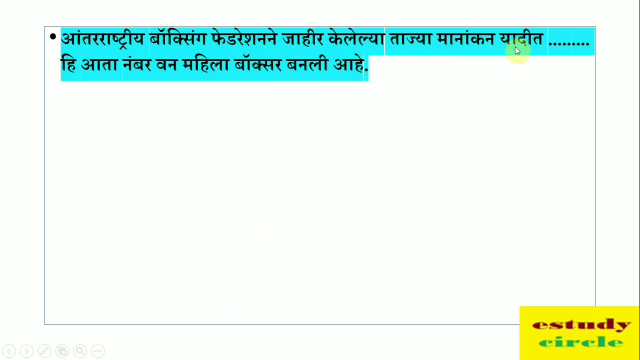 • आंतरराष्ट्रीय बॉक्सिंग फेडरेशनने जाहीर केलेल्या ताज्या मानांकन यादीत .........
हि आता नंबर वन महिला बॉक्सर बनली आहे.
estudy
circle